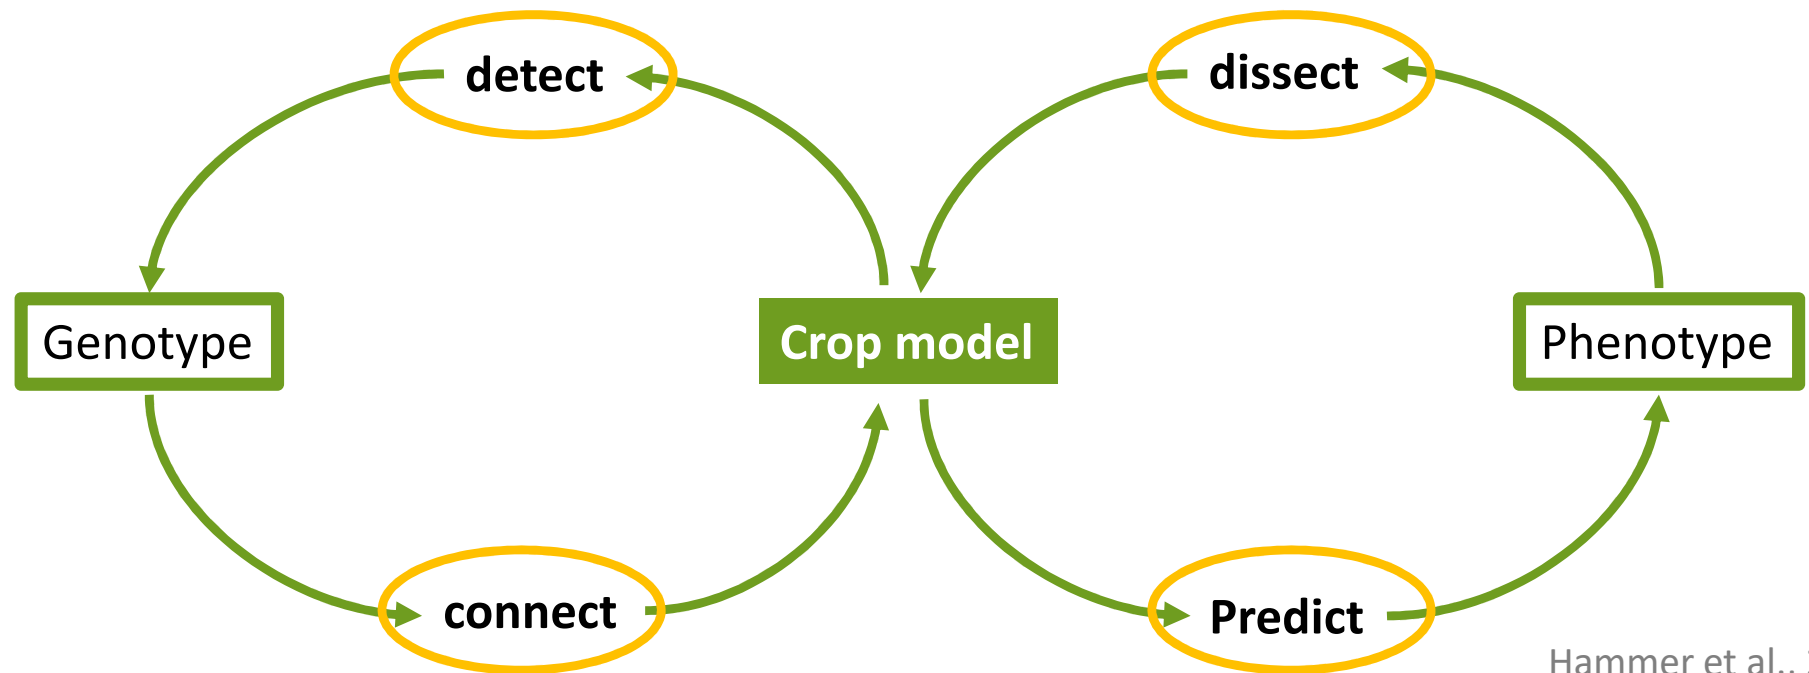 detect
dissect
Genotype
Crop model
Phenotype
connect
Predict
Hammer et al.,